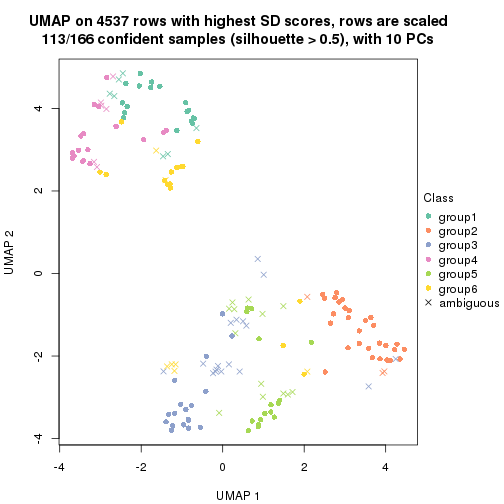 UMAP on 4537 rows with highest SD scores, rows are scaled
113/166 confident samples (silhouette > 0.5), with 10 PCs
4
2
0
-2
-4
UMAP 2
-4
-2
0
2
4
UMAP 1
Class
group1
group2
group3
group4
group5
group6
ambiguous